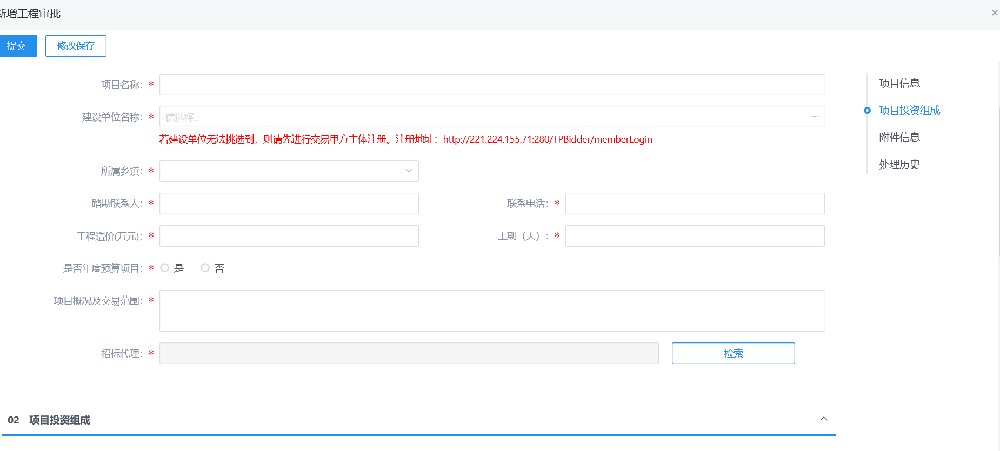 新增工程审批
提交 修改保存
项目名称：*
建设单位名称：* 请选择... ...
若建设单位无法挑选到，则请先进行交易甲方主体注册。注册地址：http://221.224.155.71:280/TPBidder/memberLogin
所属乡镇：*
踏勘联系人：* 联系电话：*
工程造价(万元)：* 工期（天）：*
是否年度预算项目：* 是 否
项目概况及交易范围：*
招标代理：* 检索
02 项目投资组成
项目信息
项目投资组成
附件信息
处理历史